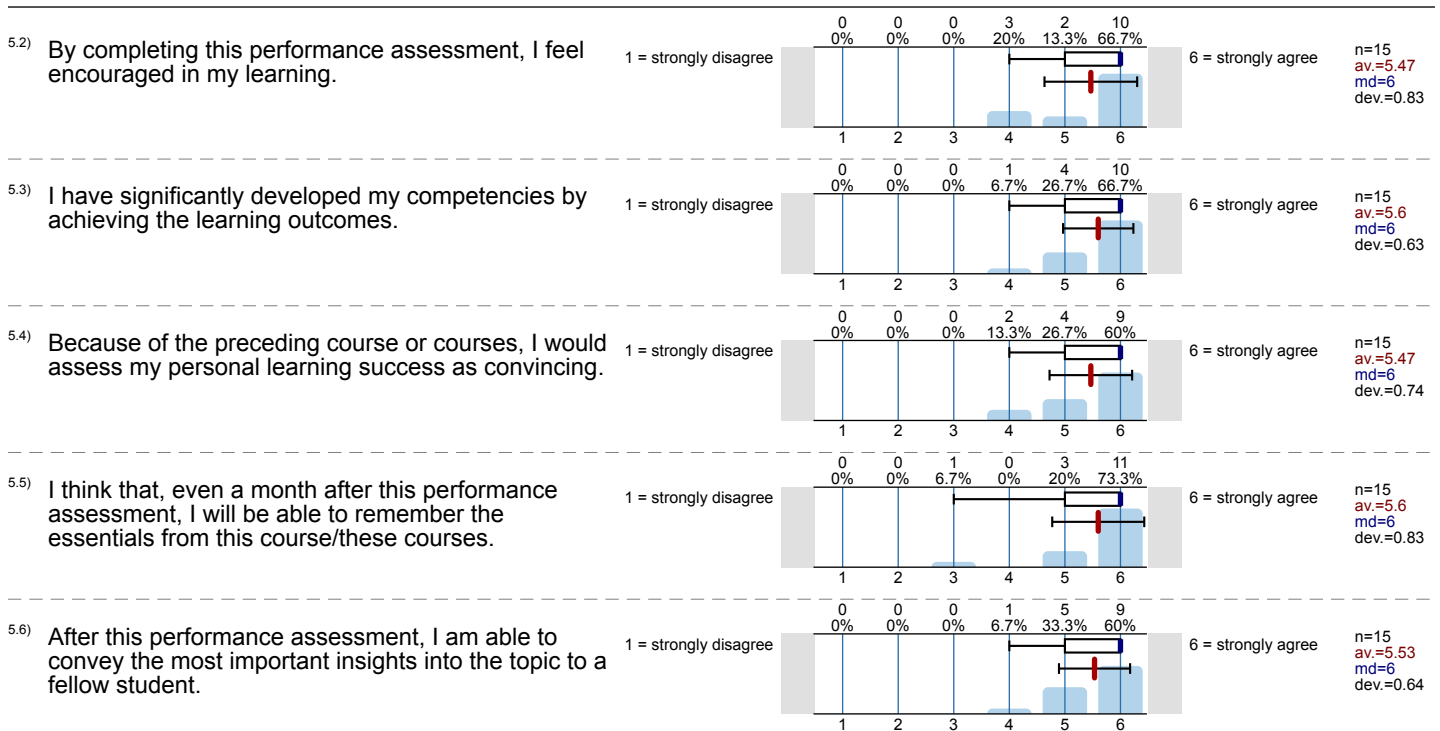 0 0 0 3 2 10
0% 0% 0% 20% 13.3% 66.7%
5.2) By completing this performance assessment, I feel
encouraged in my learning.
1 = strongly disagree
6 = strongly agree
n=15
av.=5.47
md=6
dev.=0.83
1 2 3 4 5 6
0 0 0 1 4 10
0% 0% 0% 6.7% 26.7% 66.7%
5.3) I have significantly developed my competencies by
achieving the learning outcomes.
1 = strongly disagree
6 = strongly agree
n=15
av.=5.6
md=6
dev.=0.63
1 2 3 4 5 6
0 0 0 2 4 9
0% 0% 0% 13.3% 26.7% 60%
5.4) Because of the preceding course or courses, I would
assess my personal learning success as convincing.
1 = strongly disagree
6 = strongly agree
n=15
av.=5.47
md=6
dev.=0.74
1 2 3 4 5 6
0 0 1 0 3 11
0% 0% 6.7% 0% 20% 73.3%
5.5) I think that, even a month after this performance
assessment, I will be able to remember the
essentials from this course/these courses.
1 = strongly disagree
6 = strongly agree
n=15
av.=5.6
md=6
dev.=0.83
1 2 3 4 5 6
0 0 0 1 5 9
0% 0% 0% 6.7% 33.3% 60%
5.6) After this performance assessment, I am able to
convey the most important insights into the topic to a
fellow student.
1 = strongly disagree
6 = strongly agree
n=15
av.=5.53
md=6
dev.=0.64
1 2 3 4 5 6